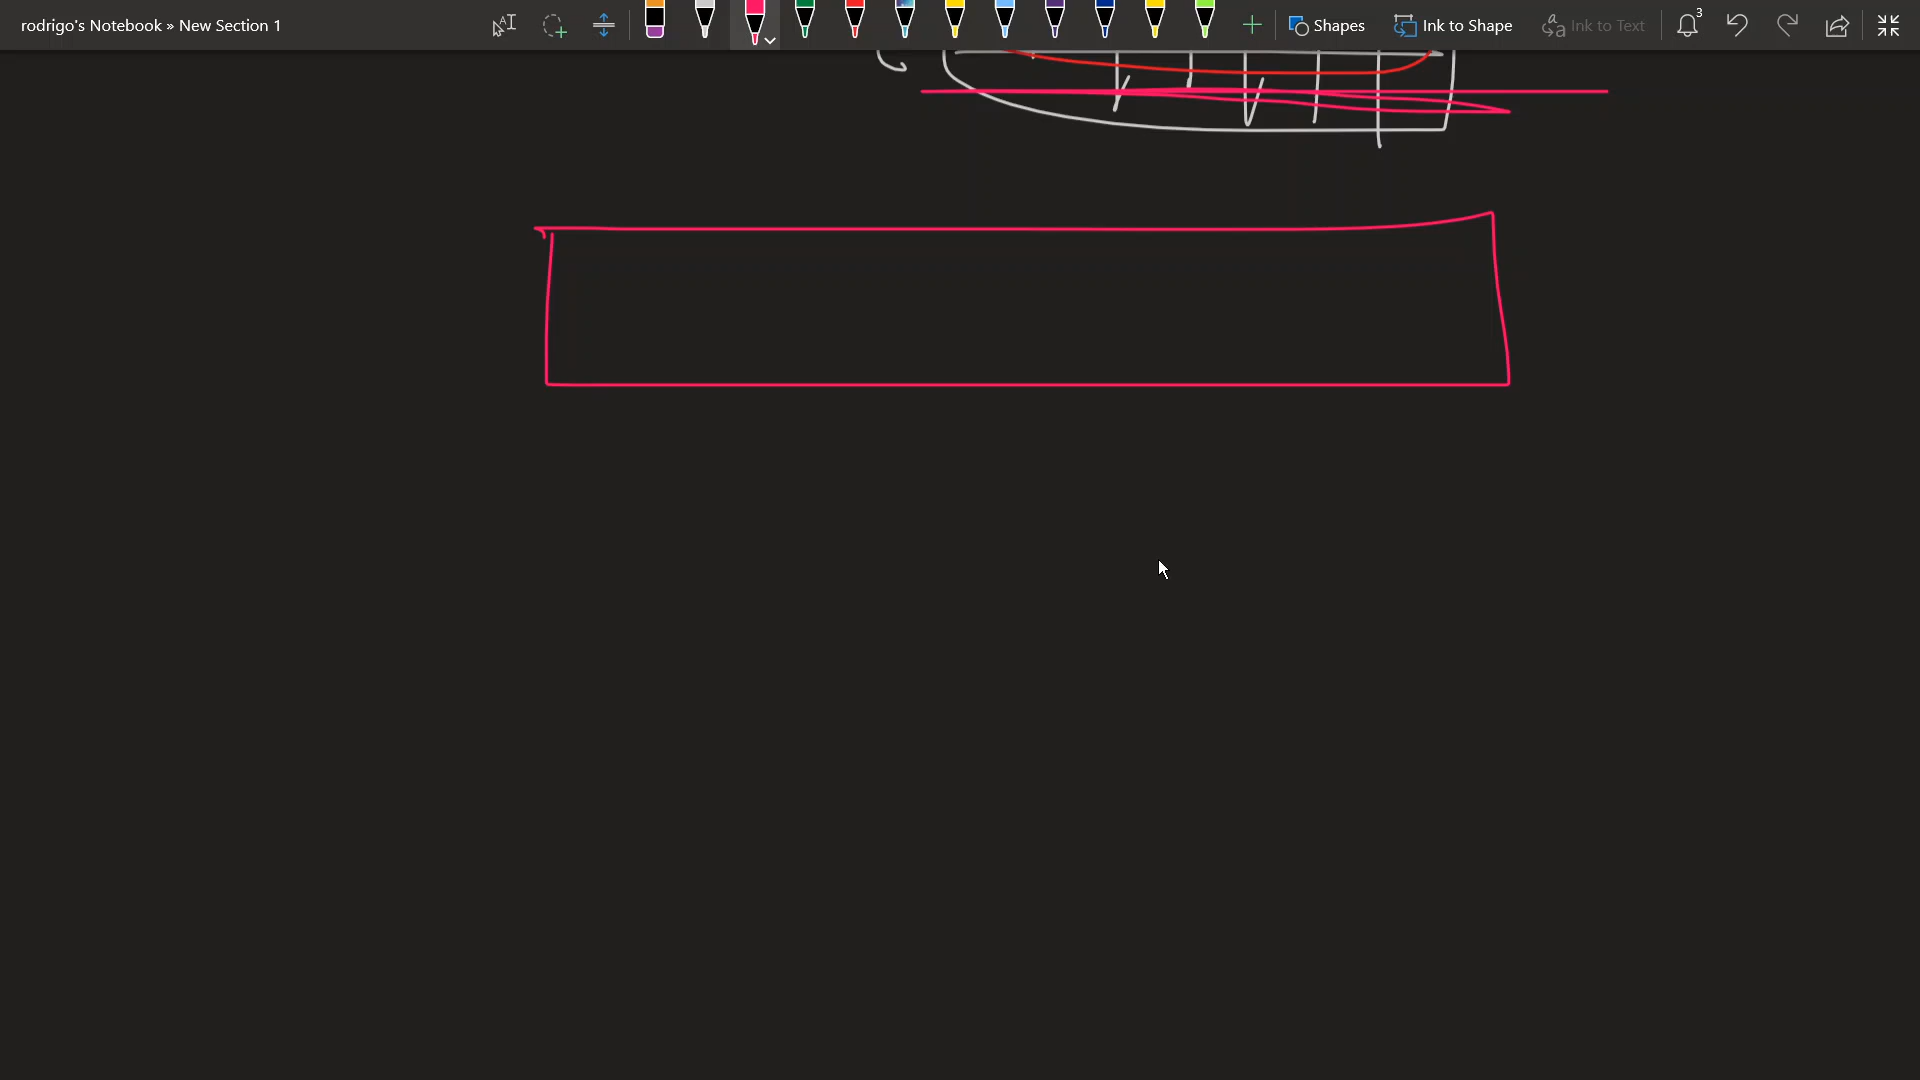 rodrigo's Notebook » New Section 1
Shapes
Ink to Shape
Ink to Text
3